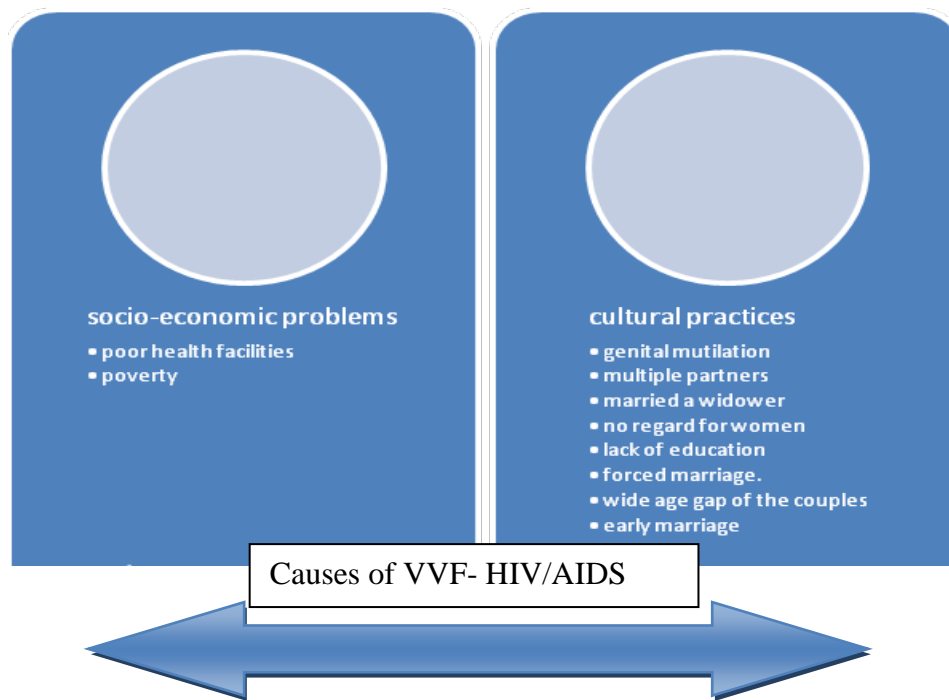 socio-economic problems
• poor health facilities
• poverty
cultural practices
• genital mutilation
• multiple partners
• married a widower
• no regard for women
• lack of education
• forced marriage.
• wide age gap of the couples
• early marriage
Causes of VVF- HIV/AIDS